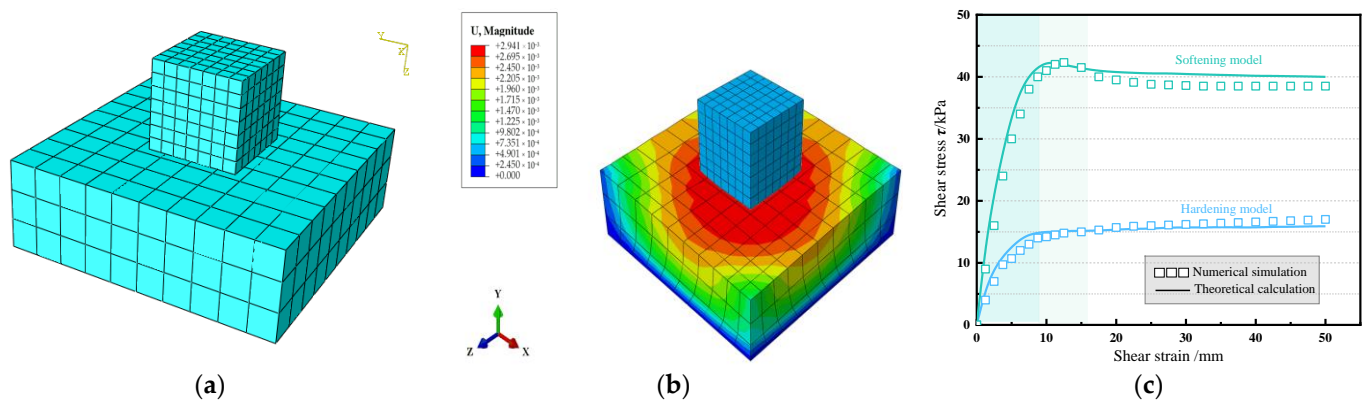 Y
X
Z
U, Magnitude
+2.941 × 10⁻³
+2.695 × 10⁻³
+2.450 × 10⁻³
+2.205 × 10⁻³
+1.960 × 10⁻³
+1.715 × 10⁻³
+1.470 × 10⁻³
+1.225 × 10⁻³
+9.802 × 10⁻⁴
+7.351 × 10⁻⁴
+4.901 × 10⁻⁴
+2.450 × 10⁻⁴
+0.000
Y
Z
X
Shear stress τ/kPa
60
50
40
30
20
10
0
Softening model
Hardening model
Numerical simulation
Theoretical calculation
0
10
20
30
40
50
Shear strain /mm
(a)
(b)
(c)